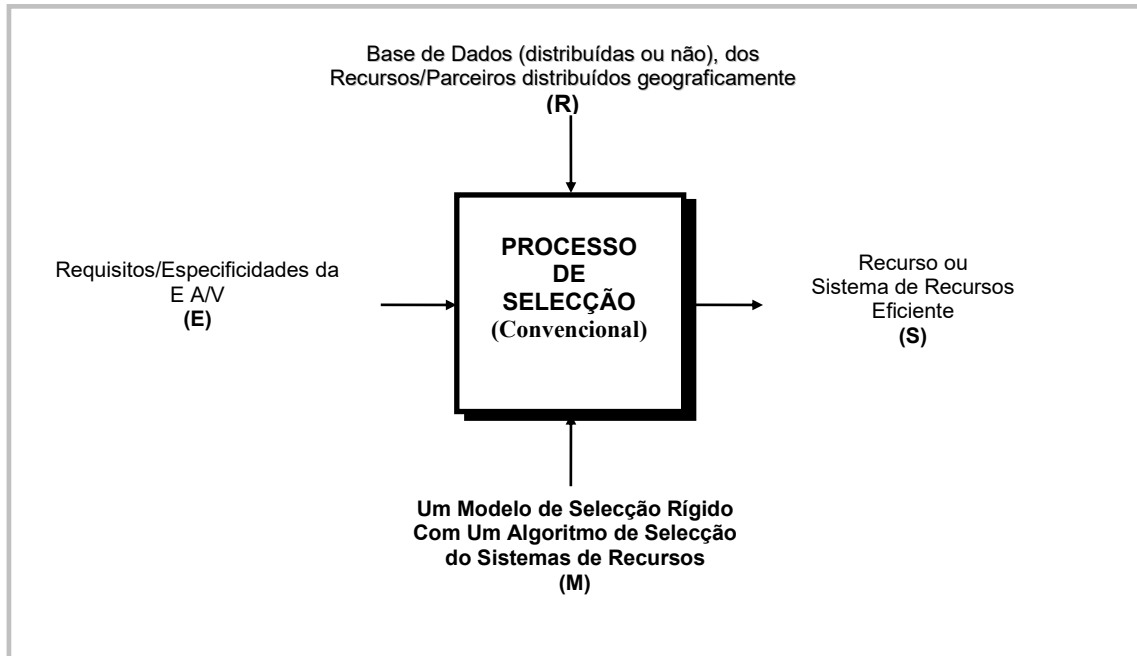 Base de Dados (distribuídas ou não), dos
Recursos/Parceiros distribuídos geograficamente
(R)
Requisitos/Especificidades da
E A/V
(E)
PROCESSO
DE
SELECÇÃO
(Convencional)
Recurso ou
Sistema de Recursos
Eficiente
(S)
Um Modelo de Selecção Rígido
Com Um Algoritmo de Selecção
do Sistemas de Recursos
(M)